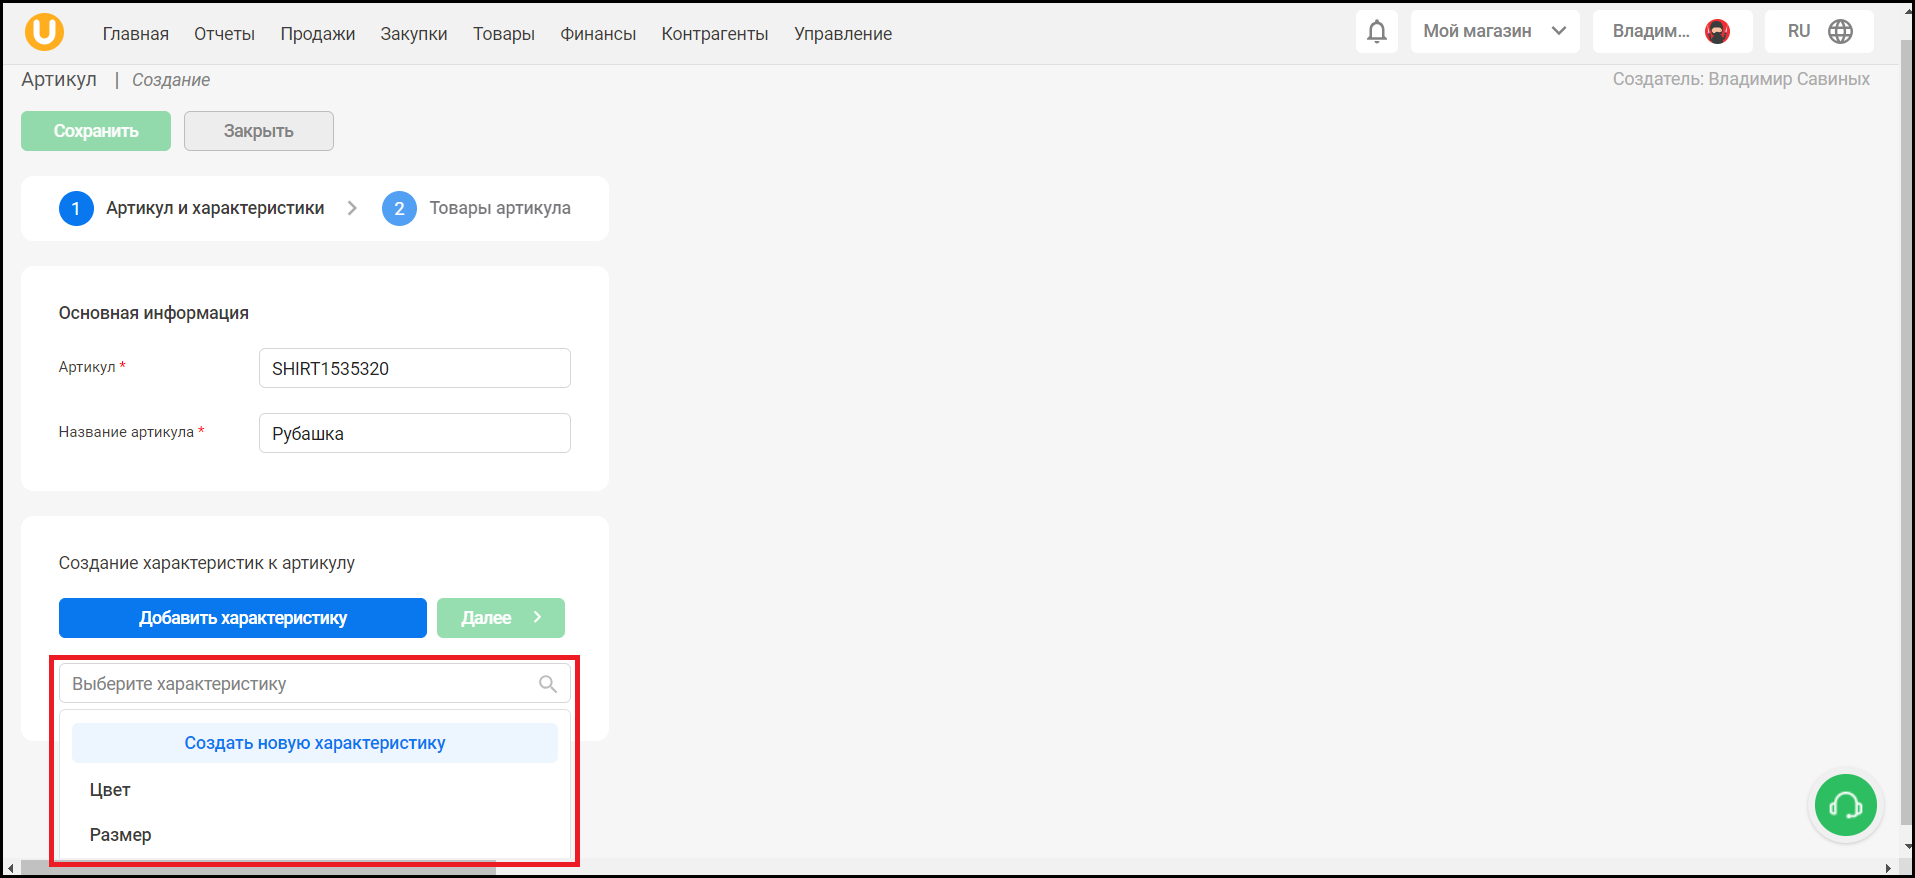 Главная Отчеты Продажи Закупки Товары Финансы Контрагенты Управление Мой магазин Владим... RU
Артикул | Создание Создатель: Владимир Савиных
Сохранить Закрыть
1 Артикул и характеристики 2 Товары артикула
Основная информация
Артикул * SHIRT1535320
Название артикула * Рубашка
Создание характеристик к артикулу
Добавить характеристику Далее
Выберите характеристику
Создать новую характеристику
Цвет
Размер